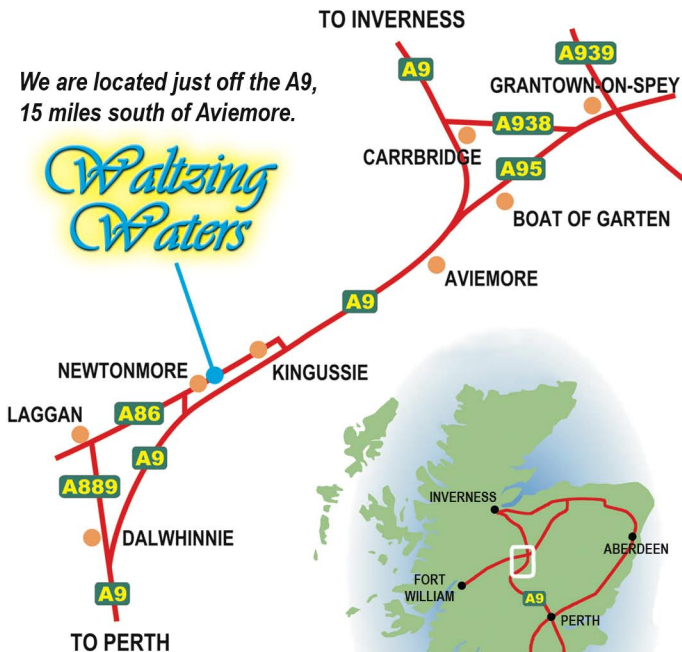 TO INVERNESS
A9
A939
We are located just off the A9,
15 miles south of Aviemore.
GRANTOWN-ON-SPEY
A938
CARRBRIDGE
A95
Waltzing
Waters
BOAT OF GARTEN
AVIEMORE
A9
NEWTONMORE
KINGUSSIE
LAGGAN
A86
A9
A889
DALWHINNIE
A9
TO PERTH
INVERNESS
ABERDEEN
FORT
WILLIAM
A9
PERTH